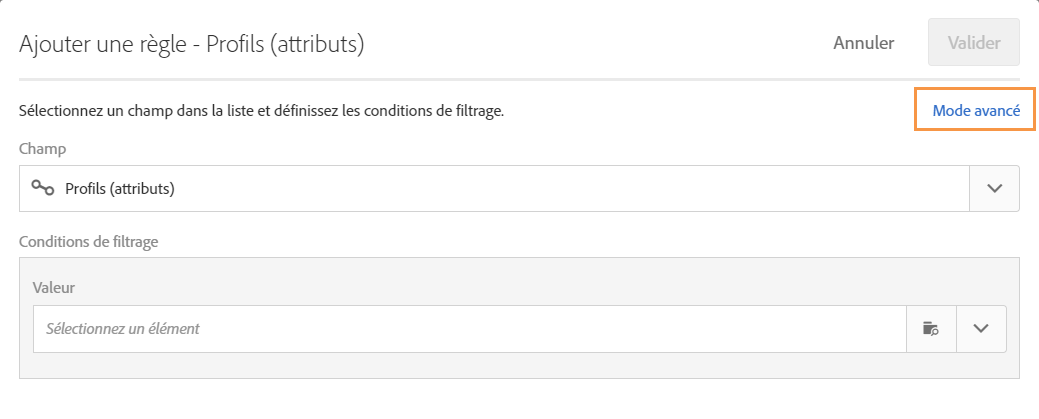 Ajouter une règle - Profils (attributs)
Annuler
Valider
Sélectionnez un champ dans la liste et définissez les conditions de filtrage.
Mode avancé
Champ
Profils (attributs)
Conditions de filtrage
Valeur
Sélectionnez un élément